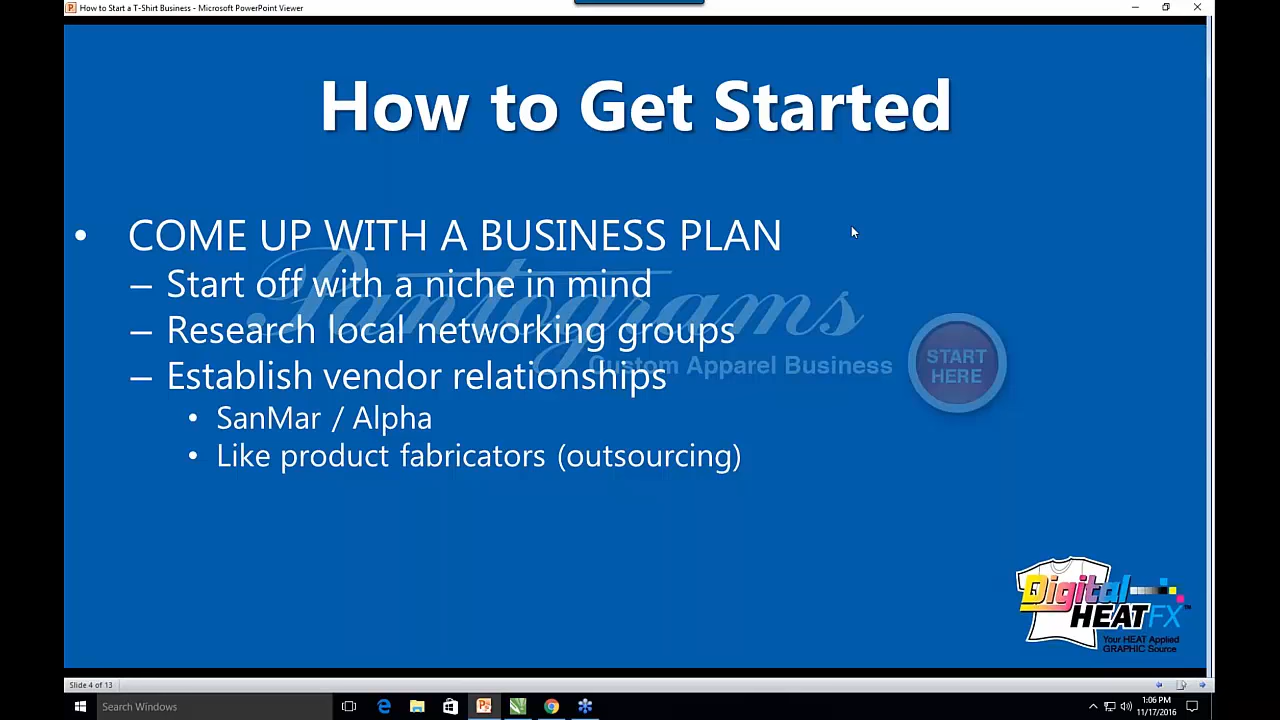 How to Start a T-Shirt Business - Microsoft PowerPoint Viewer
How to Get Started
• COME UP WITH A BUSINESS PLAN
– Start off with a niche in mind
– Research local networking groups
– Establish vendor relationships
• SanMar / Alpha
• Like product fabricators (outsourcing)
Pantograms
Custom Apparel Business
START
HERE
Digital
HEAT FX™
Your HEAT Applied
GRAPHIC Source
Slide 4 of 13
Search Windows
1:06 PM
11/17/2016